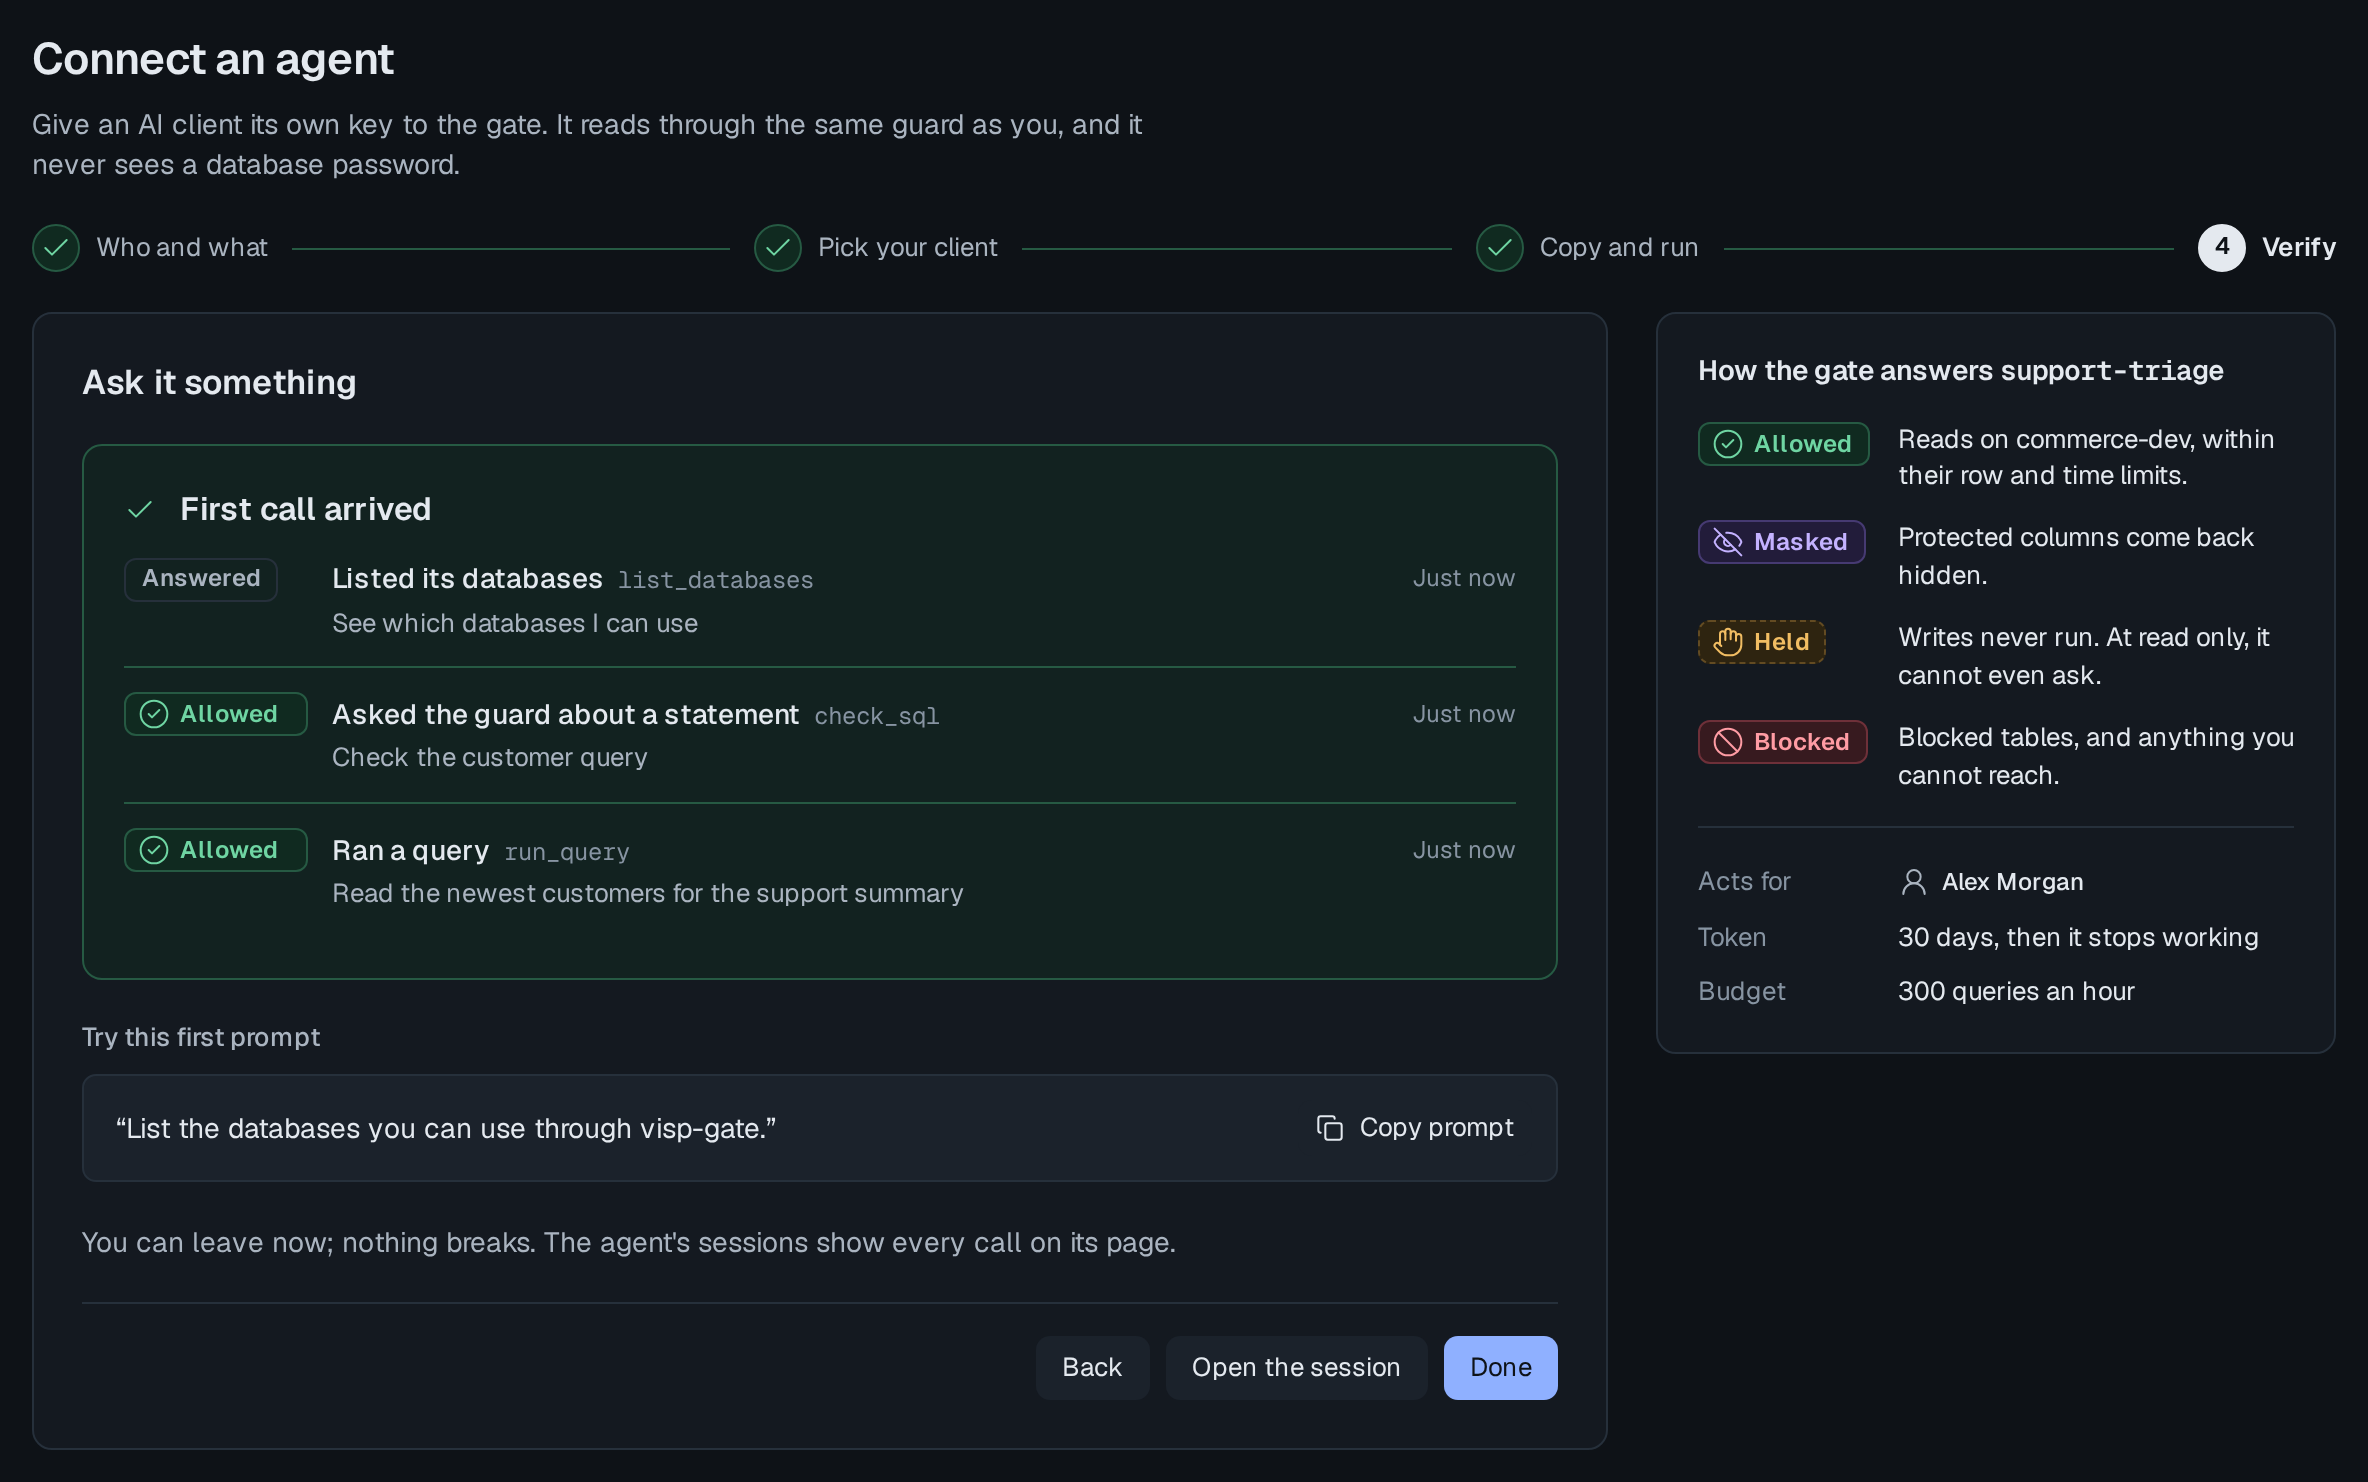 Connect an agent
Give an AI client its own key to the gate. It reads through the same guard as you, and it
never sees a database password.
Who and what
Pick your client
Copy and run
4 Verify
Ask it something
First call arrived
Answered Listed its databases list_databases Just now
See which databases I can use
Allowed Asked the guard about a statement check_sql Just now
Check the customer query
Allowed Ran a query run_query Just now
Read the newest customers for the support summary
Try this first prompt
“List the databases you can use through visp-gate.” Copy prompt
You can leave now; nothing breaks. The agent's sessions show every call on its page.
Back Open the session Done
How the gate answers support-triage
Allowed Reads on commerce-dev, within
their row and time limits.
Masked Protected columns come back
hidden.
Held Writes never run. At read only, it
cannot even ask.
Blocked Blocked tables, and anything you
cannot reach.
Acts for Alex Morgan
Token 30 days, then it stops working
Budget 300 queries an hour